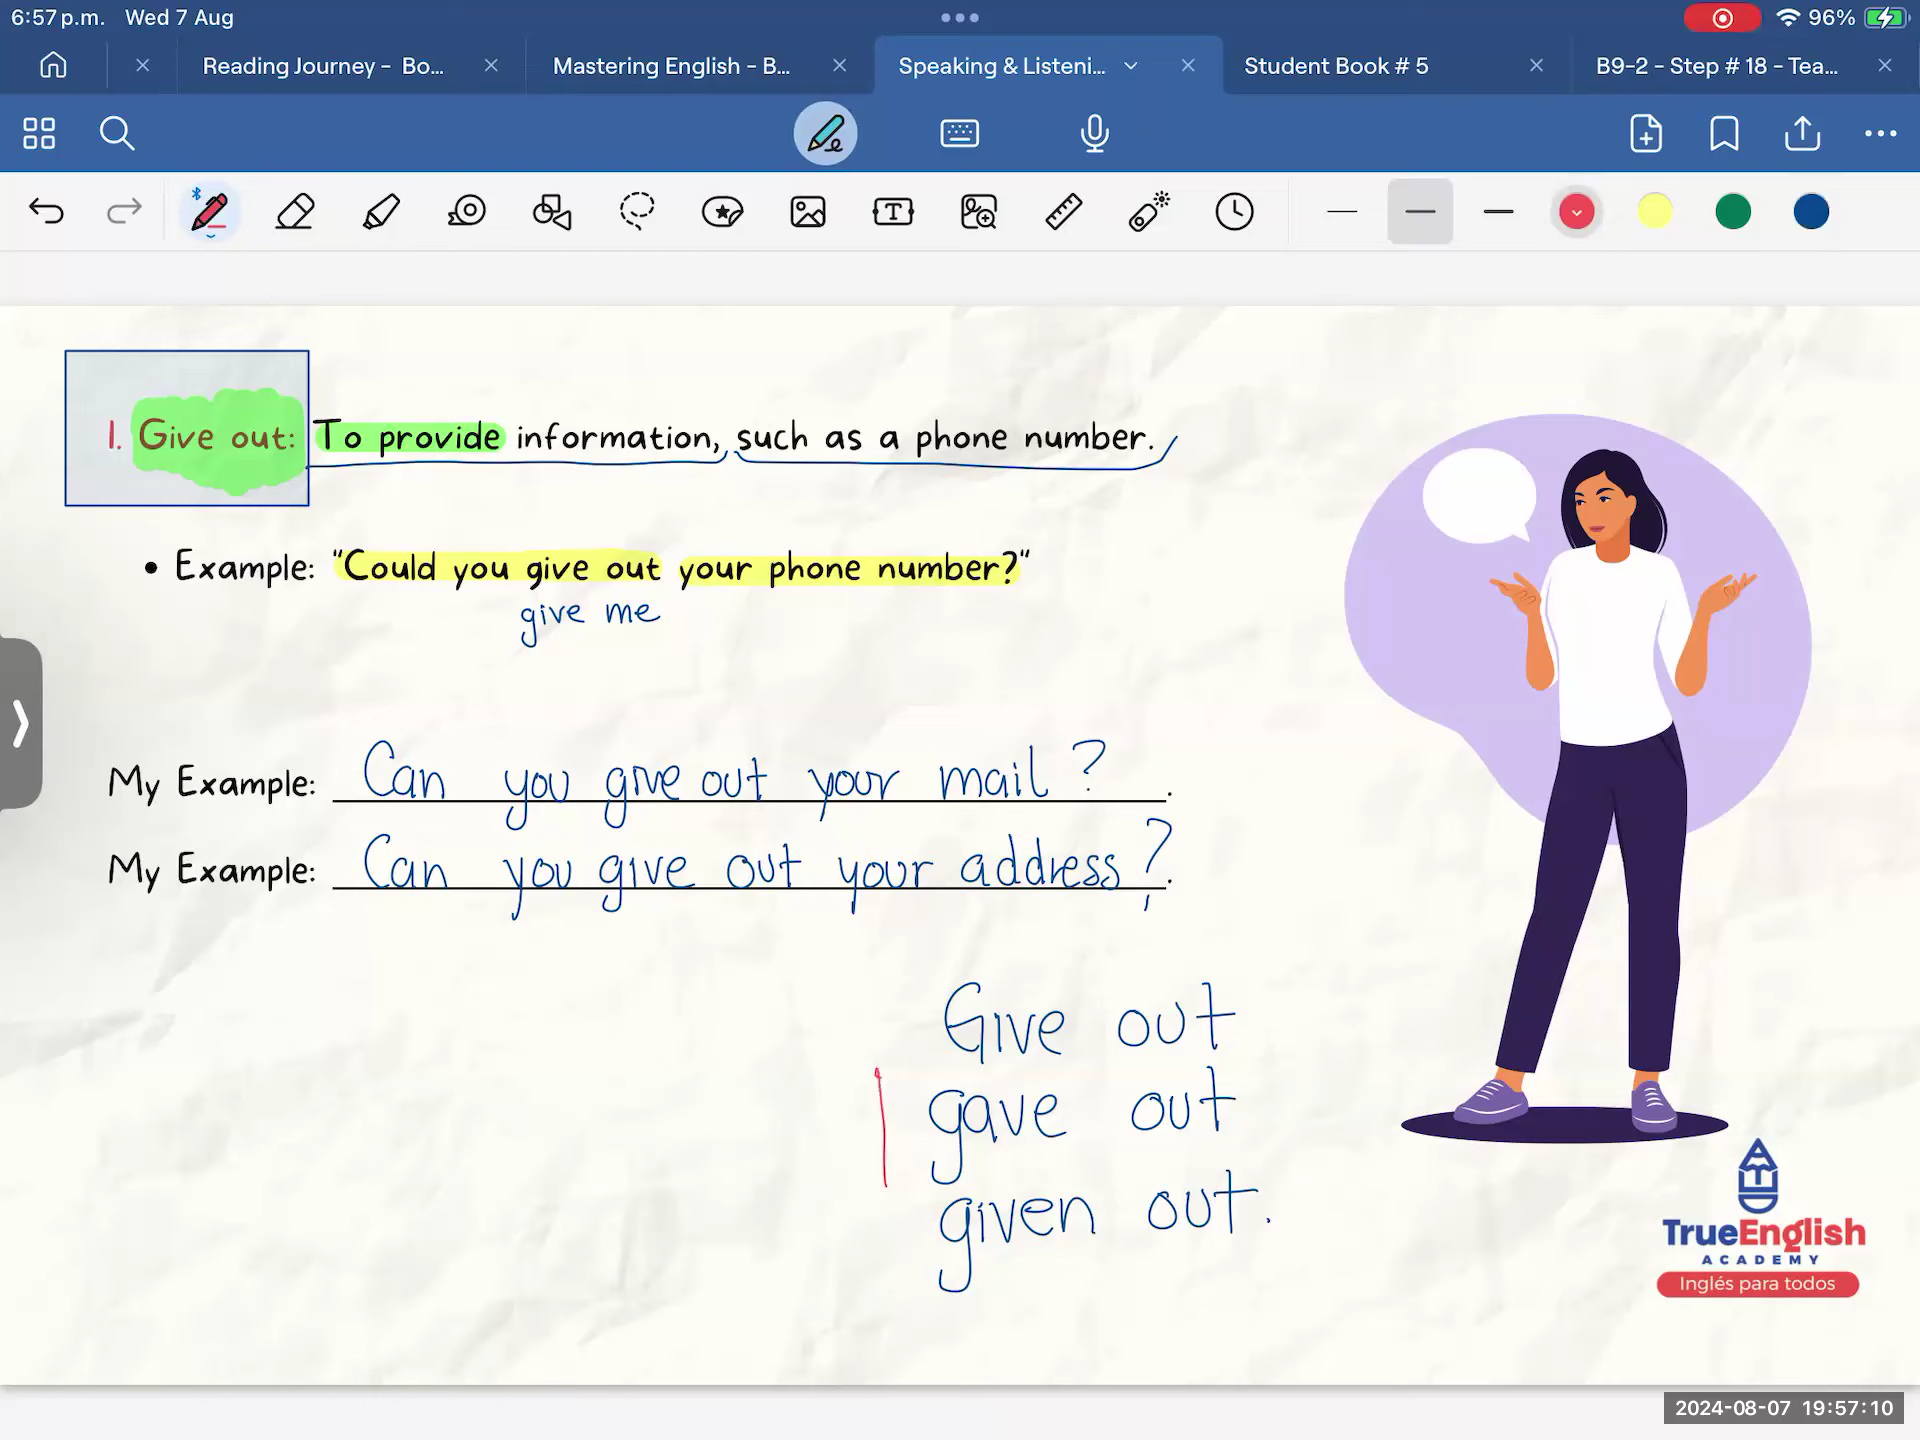 6:57 p.m. Wed 7 Aug 96%
Reading Journey - Bo... Mastering English - B... Speaking & Listeni... Student Book # 5 B9-2 - Step # 18 - Tea...
1. Give out: To provide information, such as a phone number.
• Example: "Could you give out your phone number?"
give me
My Example: Can you give out your mail?.
My Example: Can you give out your address?.
Give out
gave out
given out.
TrueEnglish
ACADEMY
Inglés para todos
2024-08-07 19:57:10